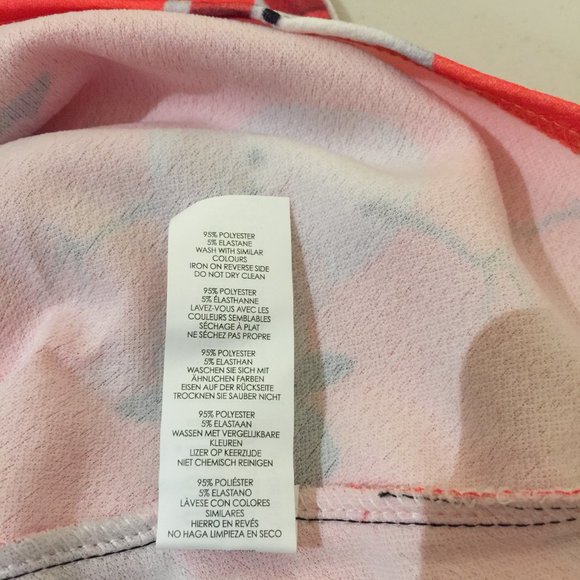 95% POLYESTER
5% ELASTANE
WASH WITH SIMILAR
COLOURS
IRON ON REVERSE SIDE
DO NOT DRY CLEAN
95% POLYESTER
5% ÉLASTHANNE
LAVEZ-VOUS AVEC LES
COULEURS SEMBLABLES
SÉCHAGE À PLAT
NE SÉCHEZ PAS PROPRE
95% POLYESTER
5% ELASTHAN
WASCHEN SIE SICH MIT
ÄHNLICHEN FARBEN
EISEN AUF DER RÜCKSEITE
TROCKNEN SIE SAUBER NICHT
95% POLYESTER
5% ELASTAAN
WASSEN MET VERGELIJKBARE
KLEUREN
LIZER OP KEERZIJDE
NIET CHEMISCH REINIGEN
95% POLIÉSTER
5% ELASTANO
LÁVESE CON COLORES
SIMILARES
HIERRO EN REVÉS
NO HAGA LIMPIEZA EN SECO